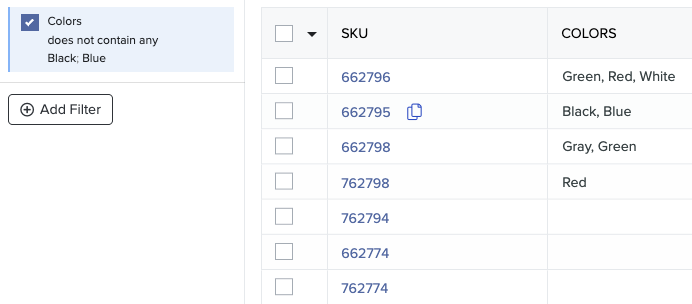 Colors
does not contain any
Black; Blue
Add Filter
SKU COLORS
662796 Green, Red, White
662795 Black, Blue
662798 Gray, Green
762798 Red
762794
662774
762774